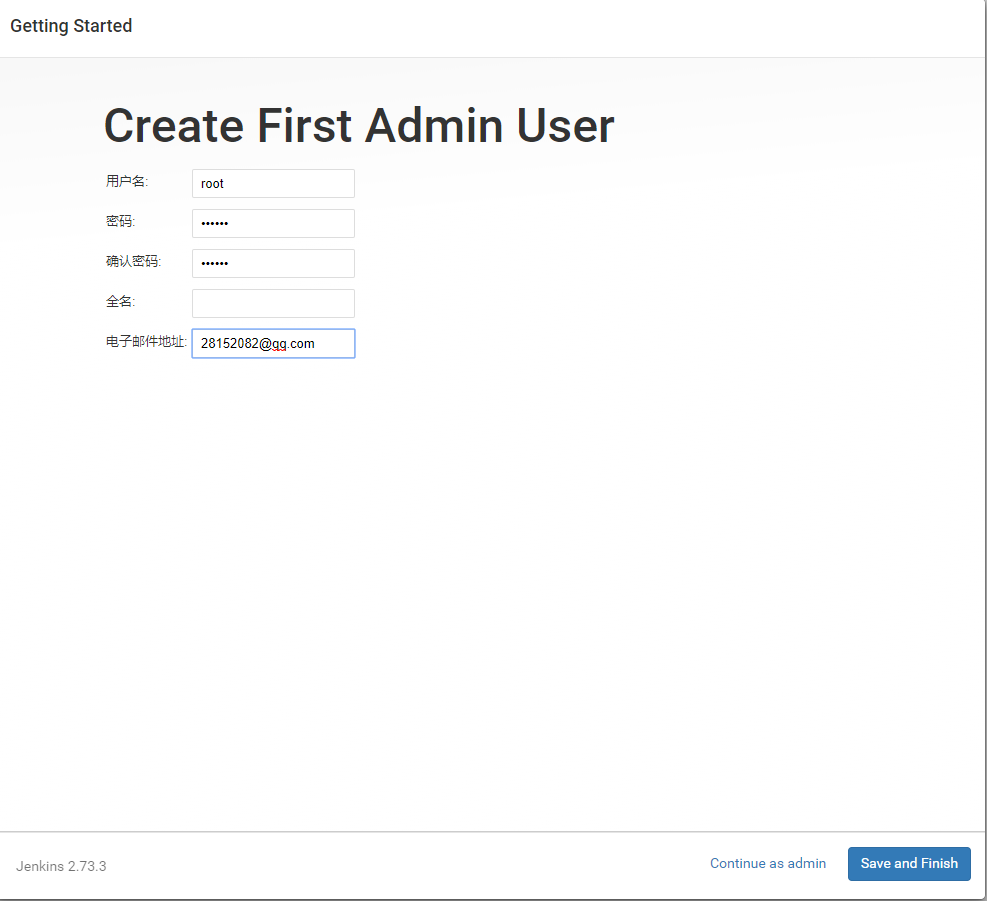 Getting Started
Create First Admin User
用户名: root
密码: ••••••
确认密码: ••••••
全名:
电子邮件地址: 28152082@qq.com
Jenkins 2.73.3 Continue as admin Save and Finish